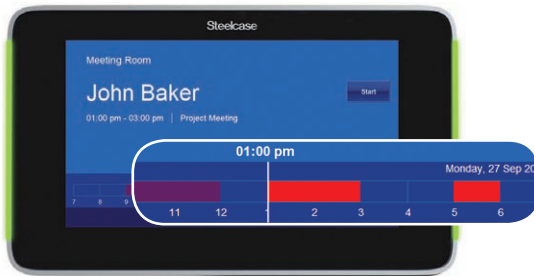 Steelcase
Meeting Room
John Baker
Start
01:00 pm - 03:00 pm | Project Meeting
01:00 pm
Monday, 27 Sep 20
7 8 9 11 12 1 2 3 4 5 6